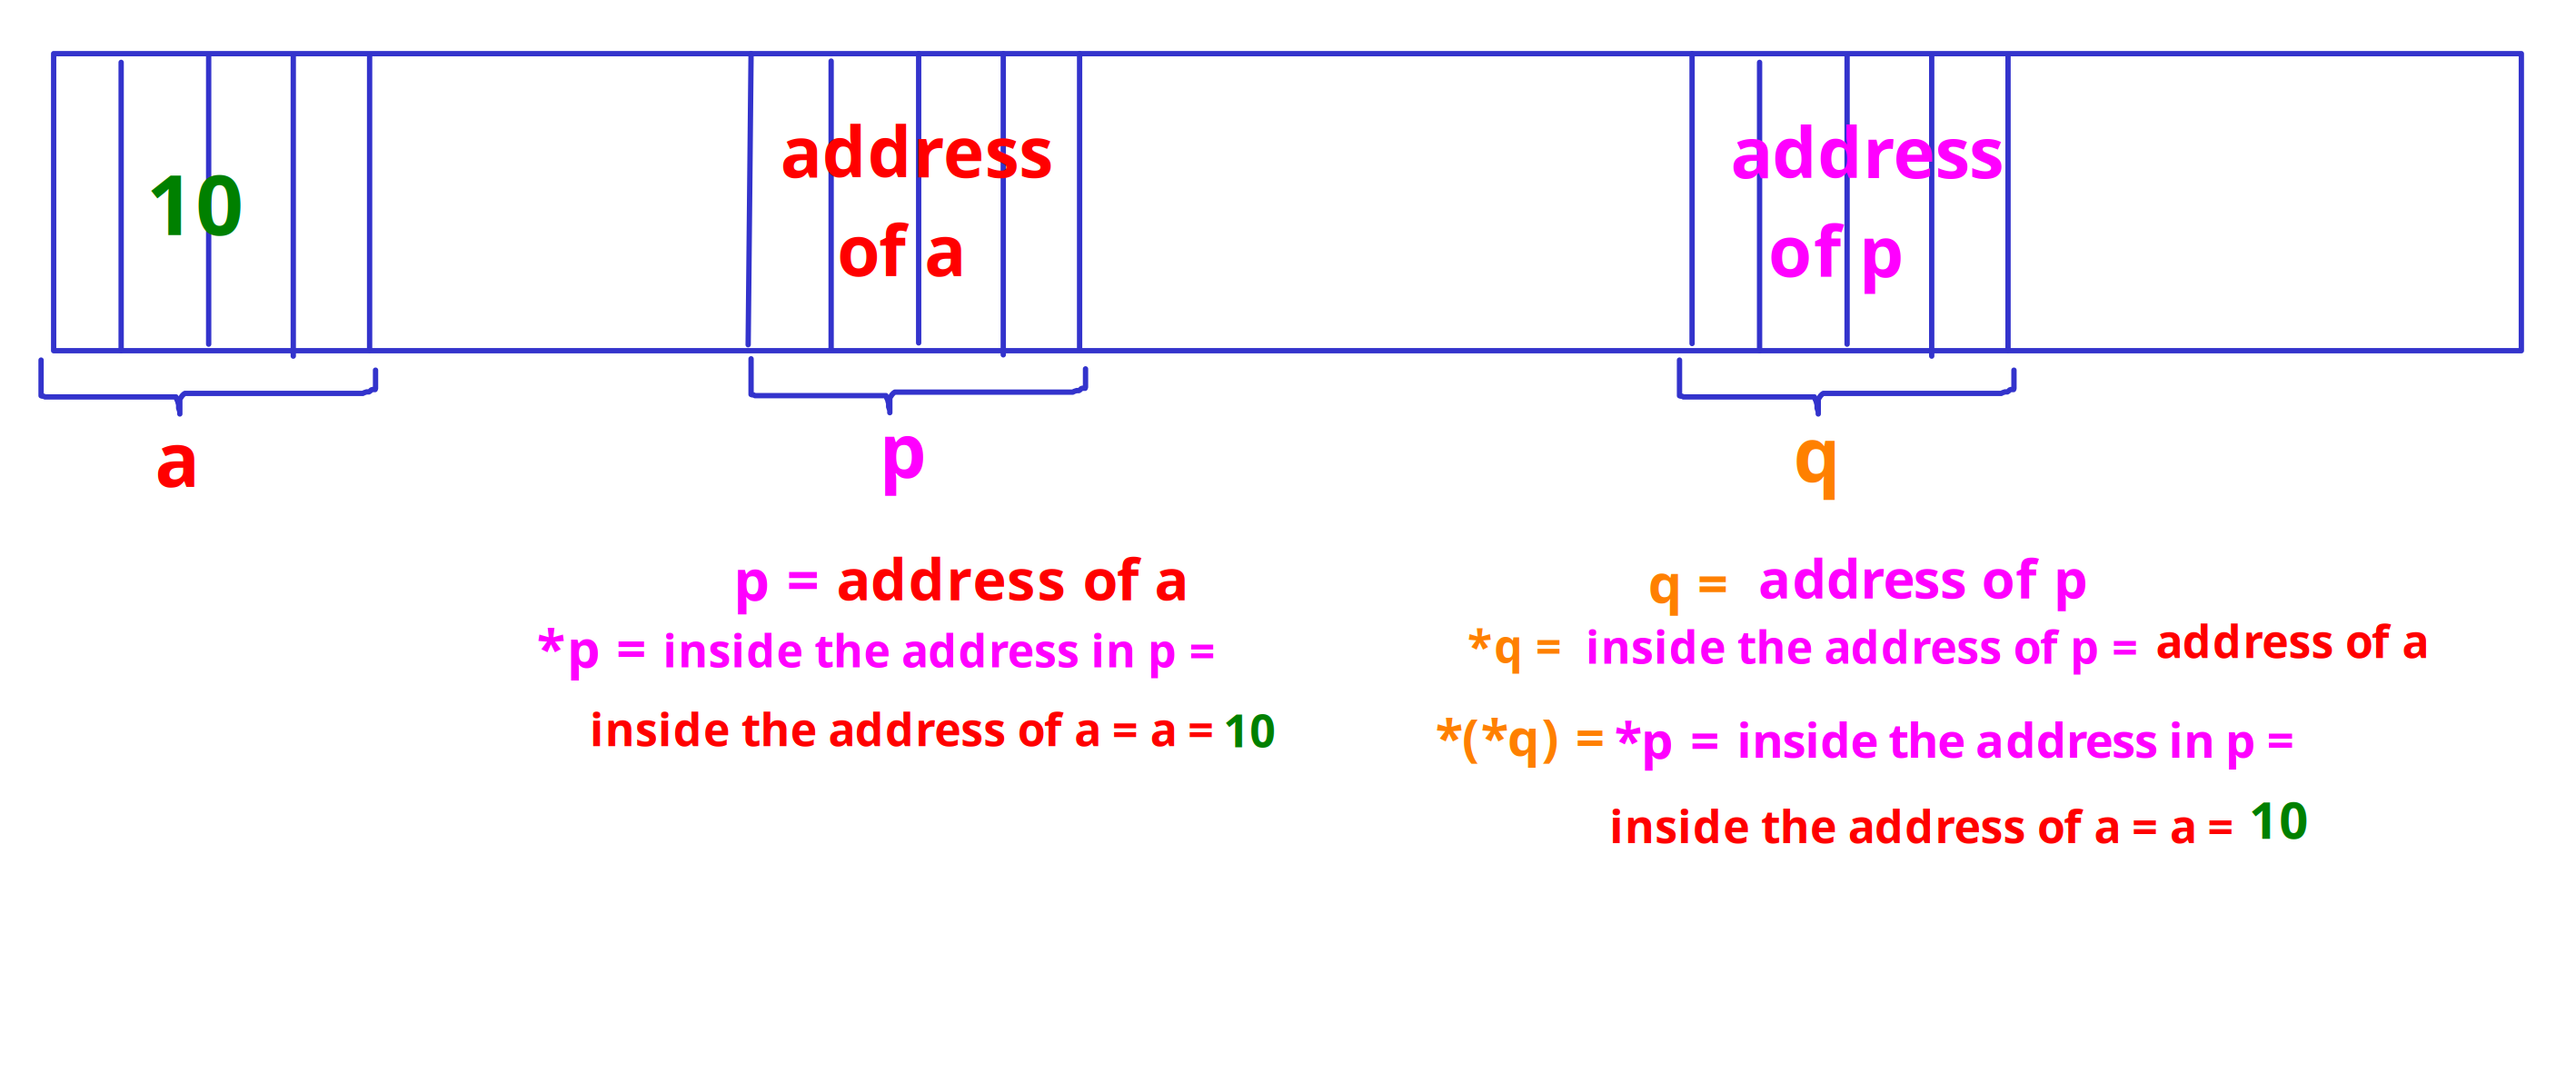 10
address
of a
address
of p
a
p
q
p = address of a
*p = inside the address in p =
inside the address of a = a = 10
q = address of p
*q = inside the address of p = address of a
*(*q) = *p = inside the address in p =
inside the address of a = a = 10